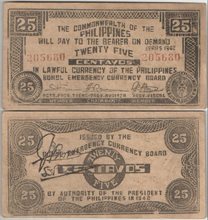 25
THE COMMONWEALTH OF THE
PHILIPPINES
WILL PAY TO THE BEARER ON DEMAND
SERIES 1942
TWENTY FIVE
205680 205680
CENTAVOS
IN LAWFUL CURRENCY OF THE PHILIPPINES
BOHOL EMERGENCY CURRENCY BOARD
25
25
ISSUED BY THE
EMERGENCY CURRENCY BOARD
TWENTY
CENTAVOS
FIVE
BY AUTHORITY OF THE PRESIDENT
OF THE PHILIPPINES IN 1942
25
25